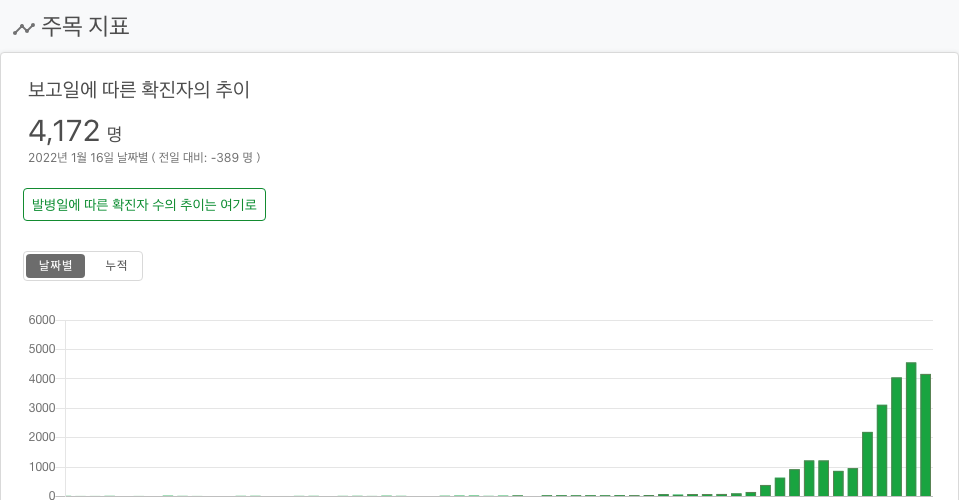 주목 지표
보고일에 따른 확진자의 추이
4,172 명
2022년 1월 16일 날짜별 ( 전일 대비: -389 명 )
발병일에 따른 확진자 수의 추이는 여기로
날짜별 누적
6000
5000
4000
3000
2000
1000
0